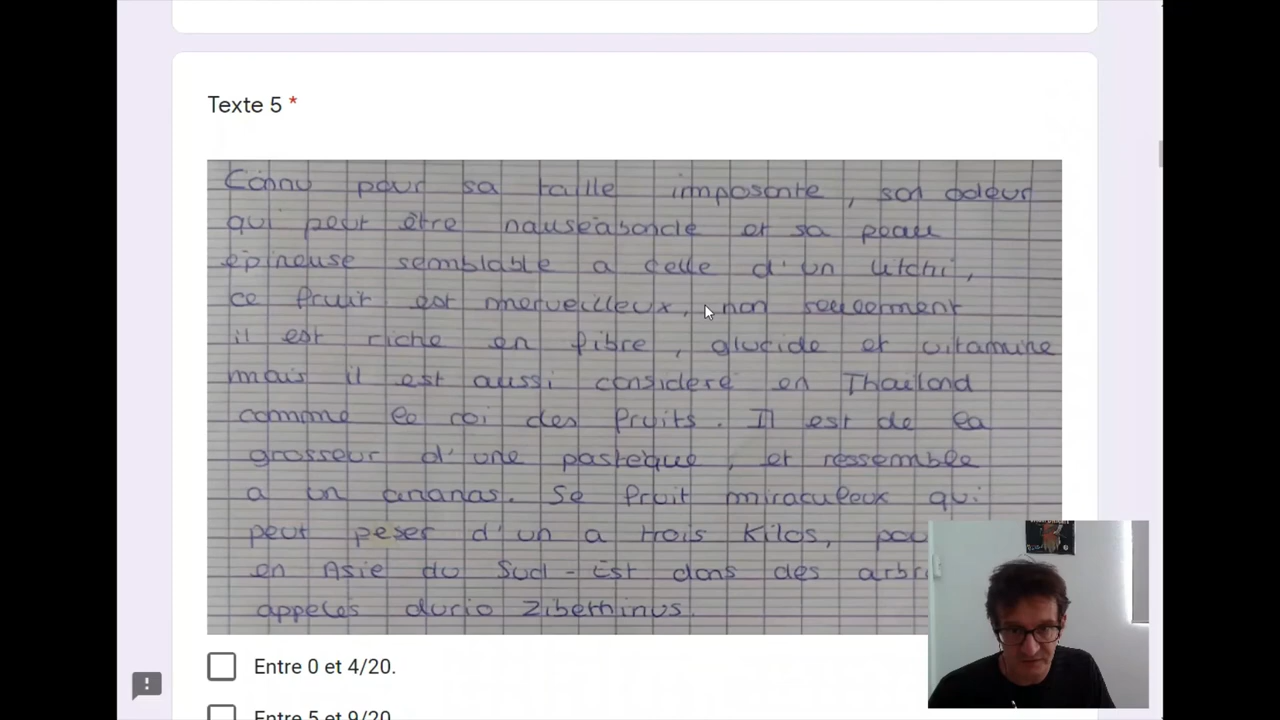 Texte 5 *
Connu pour sa taille imposante, son odeur
qui peut être nauséabonde et sa peau
épineuse semblable a celle d'un litchi,
ce fruit est merveilleux, non seulement
il est riche en fibre, glucide et vitamine
mais il est aussi considéré en Thailand
comme le roi des fruits. Il est de la
grosseur d'une pastèque, et ressemble
a un ananas. Se fruit miraculeux qui
peut peser d'un a trois kilos, pou
en Asie du Sud-Est dans des arbr
appelés durio Zibethinus.
Entre 0 et 4/20.
Entre 5 et 9/20